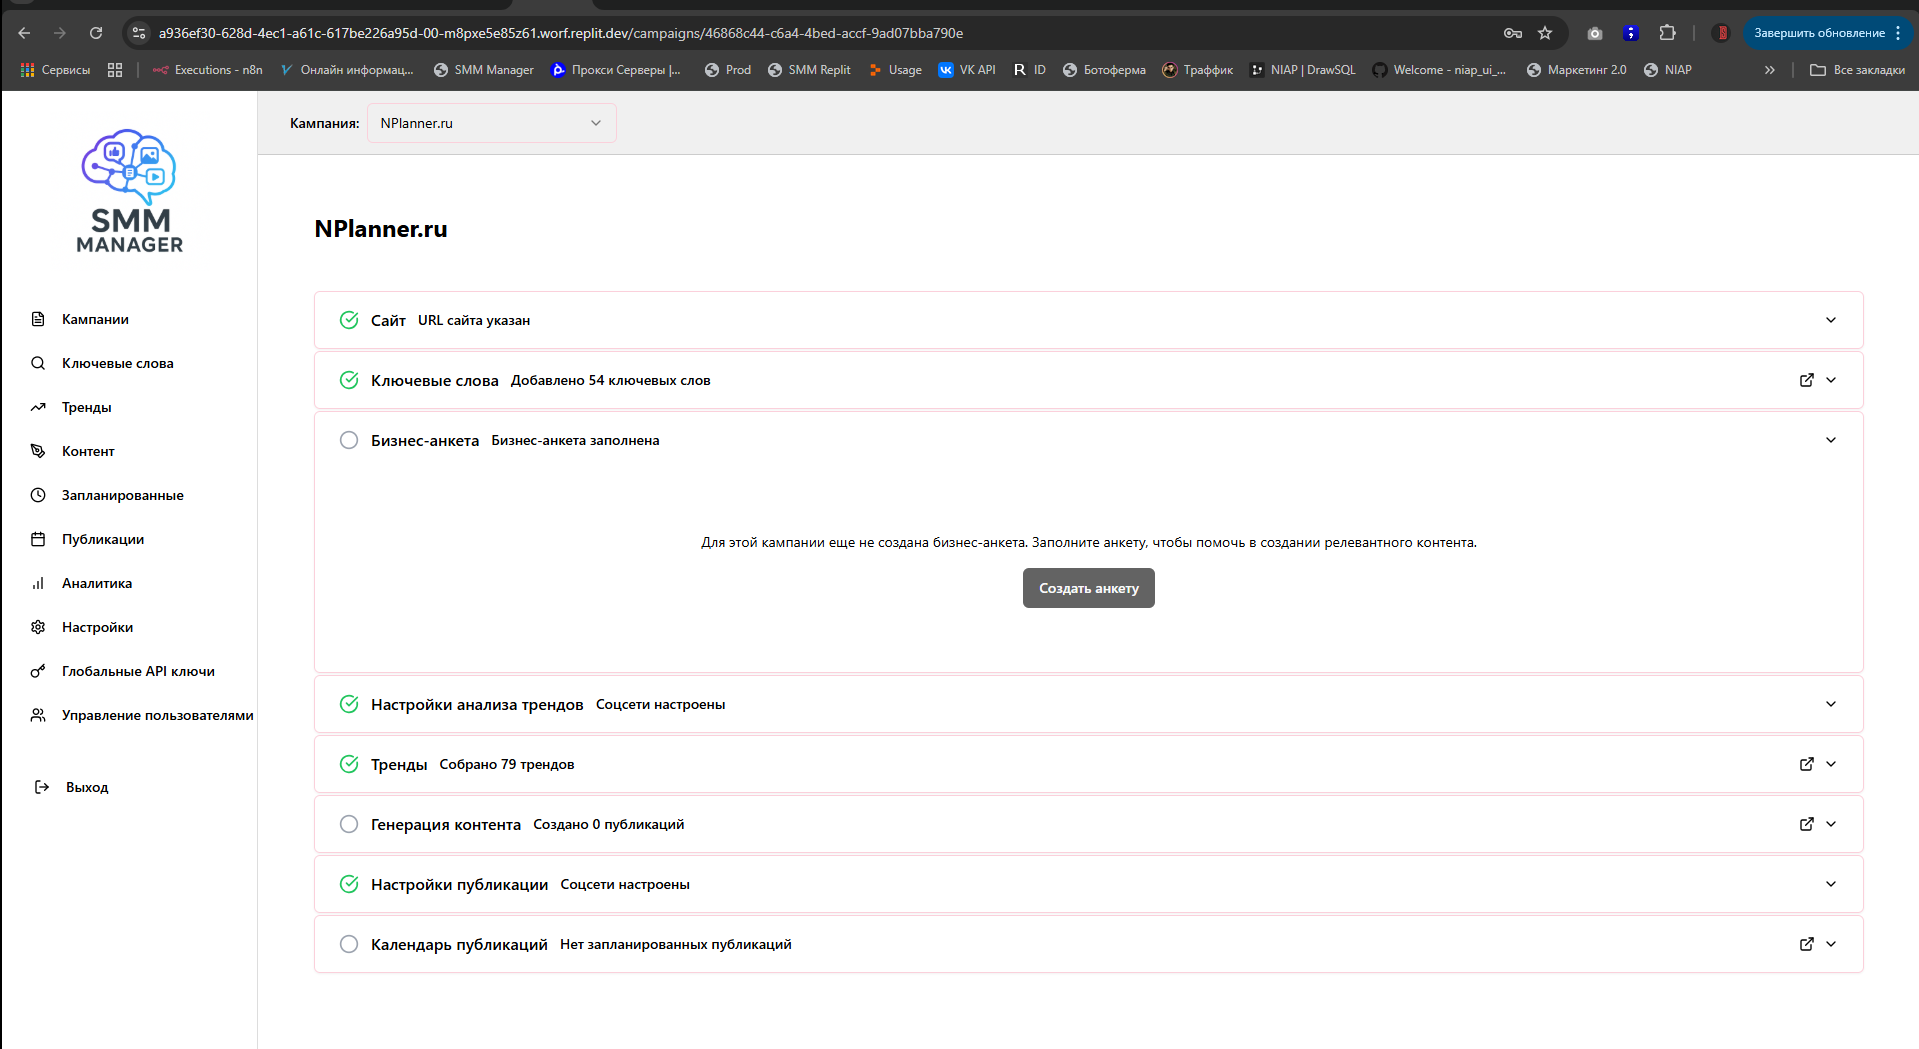 a936ef30-628d-4ec1-a61c-617be226a95d-00-m8pxe5e85z61.worf.replit.dev/campaigns/46868c44-c6a4-4bed-accf-9ad07bba790e
Завершить обновление
Сервисы
Executions - n8n
Онлайн информац...
SMM Manager
Прокси Серверы |...
Prod
SMM Replit
Usage
VK API
ID
Ботоферма
Траффик
NIAP | DrawSQL
Welcome - niap_ui_...
Маркетинг 2.0
NIAP
Все закладки
SMM
MANAGER
Кампания: NPlanner.ru
Кампании
Ключевые слова
Тренды
Контент
Запланированные
Публикации
Аналитика
Настройки
Глобальные API ключи
Управление пользователями
Выход
NPlanner.ru
Сайт URL сайта указан
Ключевые слова Добавлено 54 ключевых слов
Бизнес-анкета Бизнес-анкета заполнена
Для этой кампании еще не создана бизнес-анкета. Заполните анкету, чтобы помочь в создании релевантного контента.
Создать анкету
Настройки анализа трендов Соцсети настроены
Тренды Собрано 79 трендов
Генерация контента Создано 0 публикаций
Настройки публикации Соцсети настроены
Календарь публикаций Нет запланированных публикаций